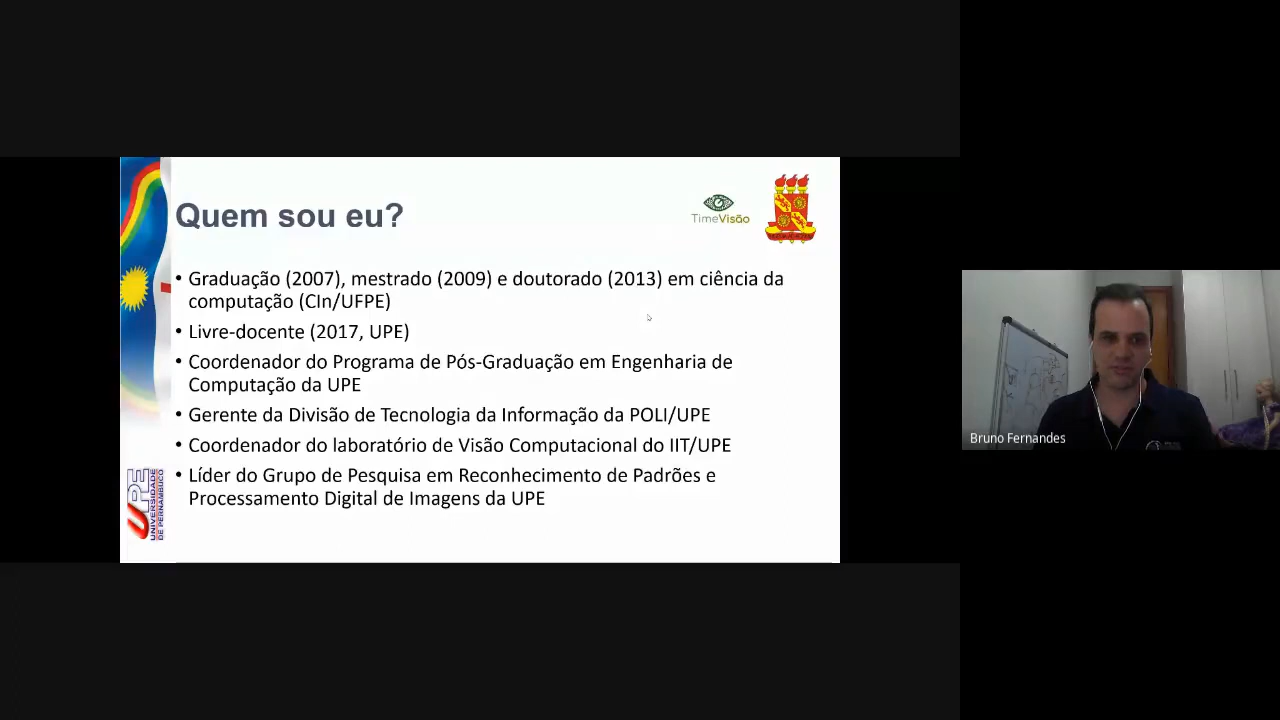 Quem sou eu?
TimeVisão
• Graduação (2007), mestrado (2009) e doutorado (2013) em ciência da
computação (CIn/UFPE)
• Livre-docente (2017, UPE)
• Coordenador do Programa de Pós-Graduação em Engenharia de
Computação da UPE
• Gerente da Divisão de Tecnologia da Informação da POLI/UPE
• Coordenador do laboratório de Visão Computacional do IIT/UPE
• Líder do Grupo de Pesquisa em Reconhecimento de Padrões e
Processamento Digital de Imagens da UPE
UPE
UNIVERSIDADE
DE PERNAMBUCO
Bruno Fernandes